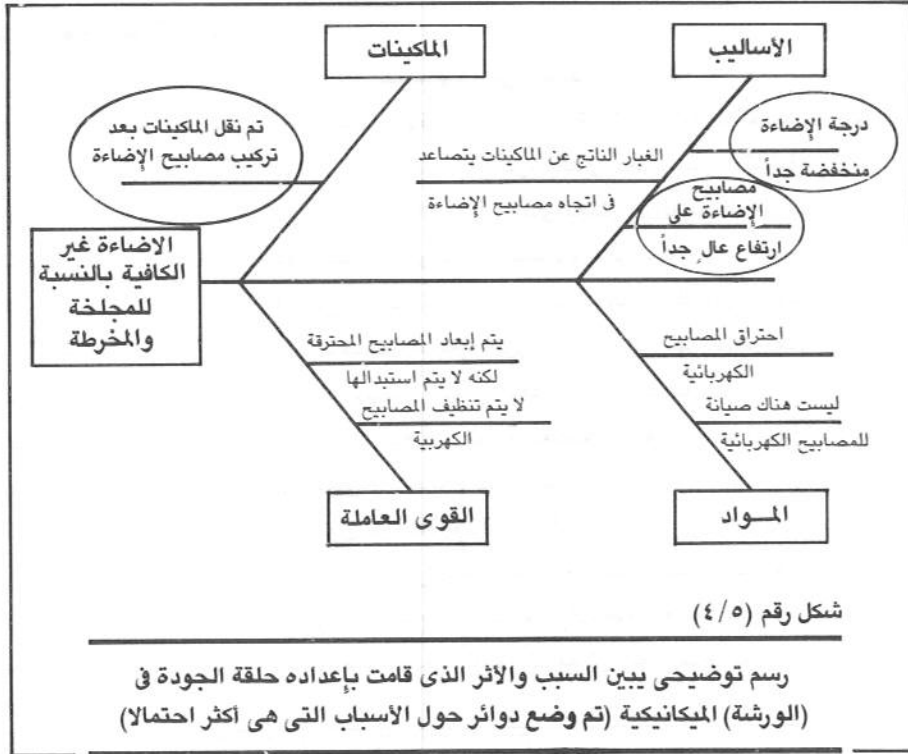 الأساليب
الماكينات
درجة الإضاءة
منخفضة جداً
مصابيح
الإضاءة على
ارتفاع عالٍ جداً
الغبار الناتج عن الماكينات يتصاعد
فى اتجاه مصابيح الإضاءة
تم نقل الماكينات بعد
تركيب مصابيح الإضاءة
الإضاءة غير
الكافية بالنسبة
للمجلخة
والمخرطة
احتراق المصابيح
الكهربائية
ليست هناك صيانة
للمصابيح الكهربائية
يتم إبعاد المصابيح المحترقة
لكنه لا يتم استبدالها
لا يتم تنظيف المصابيح
الكهربية
المــواد
القوى العاملة
شكل رقم (٤/٥)
رسم توضيحى يبين السبب والأثر الذى قامت بإعداده حلقة الجودة فى
(الورشة) الميكانيكية (تم وضع دوائر حول الأسباب التى هى أكثر احتمالا)